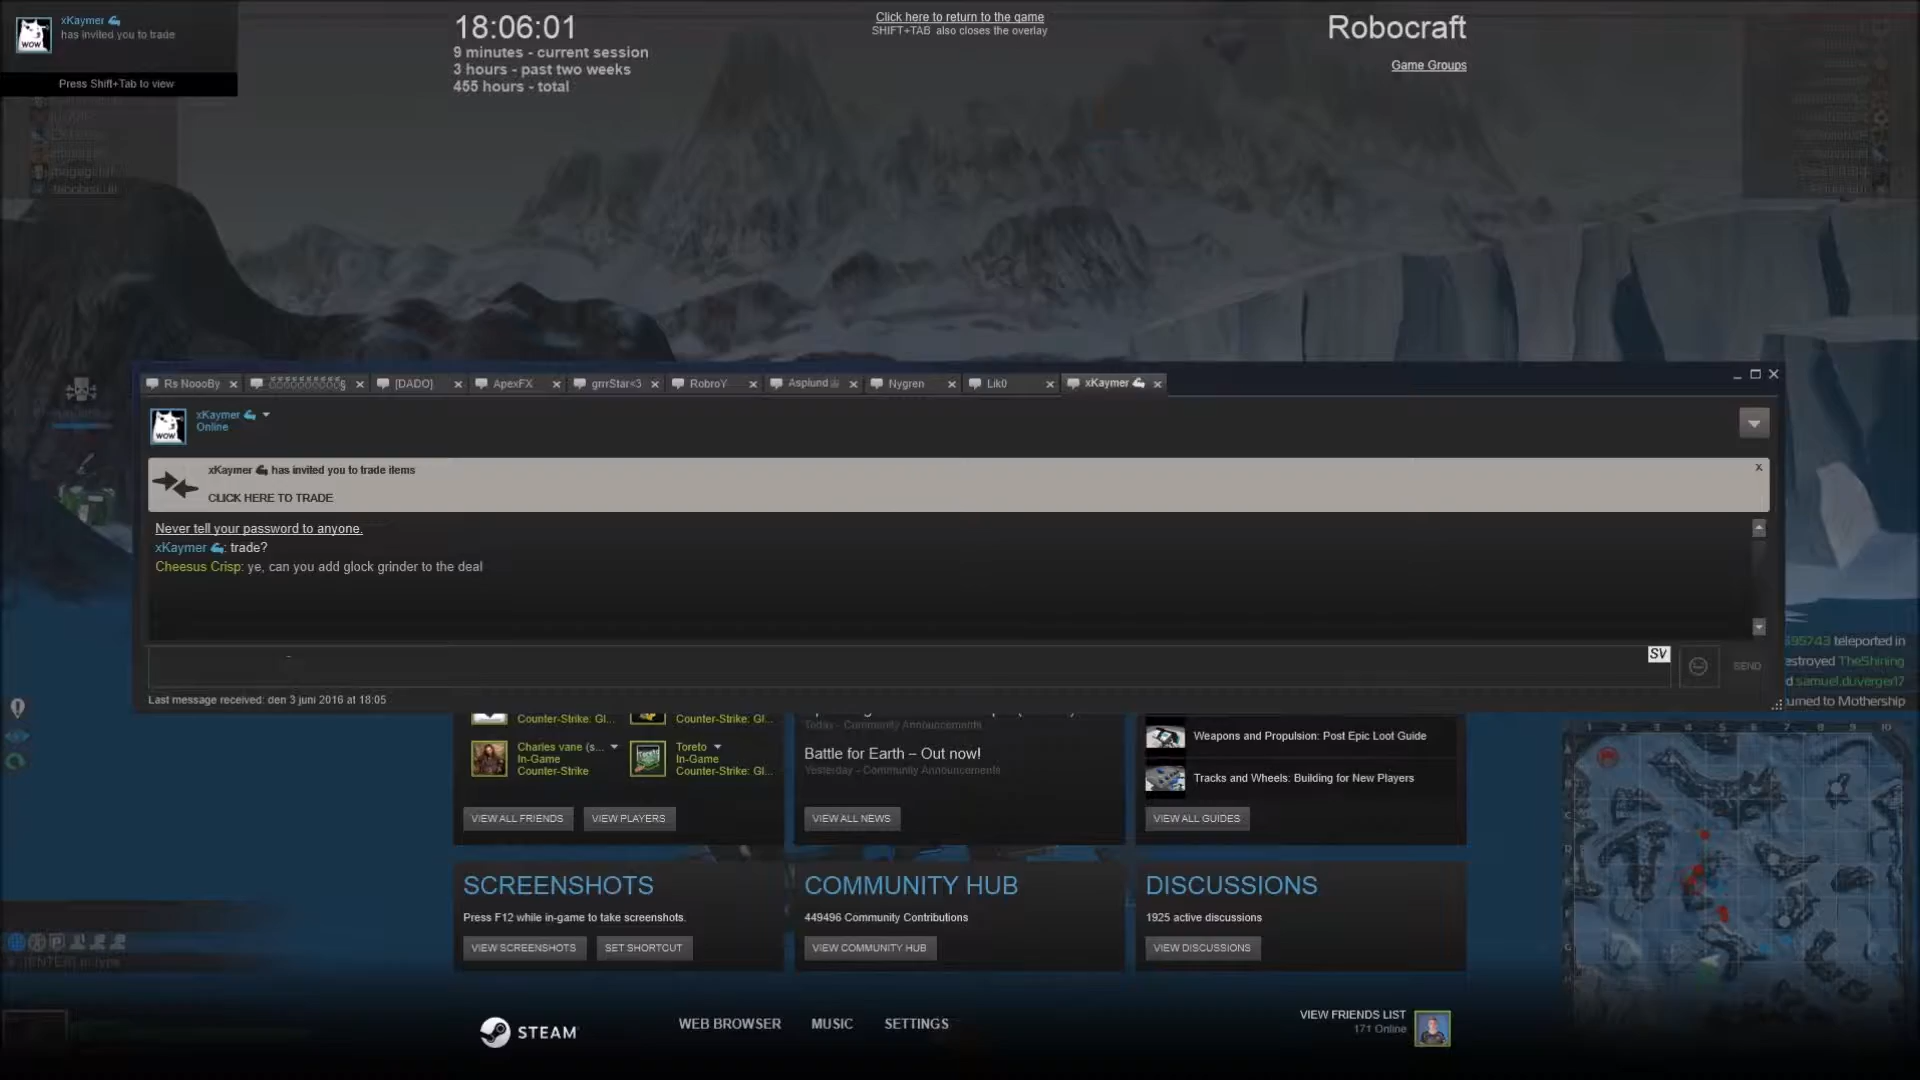 xKaymer
has invited you to trade
Press Shift+Tab to view
18:06:01
9 minutes - current session
3 hours - past two weeks
455 hours - total
Click here to return to the game
SHIFT+TAB also closes the overlay
Robocraft
Game Groups
Rs NoooBy
[DADO]
ApexFX
grrrStar<3
RobroY
Asplund
Nygren
Lik0
xKaymer
xKaymer
Online
xKaymer has invited you to trade items
CLICK HERE TO TRADE
Never tell your password to anyone.
xKaymer : trade?
Cheesus Crisp: ye, can you add glock grinder to the deal
SV
SEND
Last message received: den 3 juni 2016 at 18:05
teleported in
TheShining
samuel.duverger17
Mothership
Counter-Strike: Gl...
Counter-Strike: Gl...
Charles vane (s...
In-Game
Counter-Strike
Toreto
In-Game
Counter-Strike: Gl...
VIEW ALL FRIENDS
VIEW PLAYERS
Today - Community Announcements
Battle for Earth – Out now!
Yesterday - Community Announcements
VIEW ALL NEWS
Weapons and Propulsion: Post Epic Loot Guide
Tracks and Wheels: Building for New Players
VIEW ALL GUIDES
SCREENSHOTS
Press F12 while in-game to take screenshots.
VIEW SCREENSHOTS
SET SHORTCUT
COMMUNITY HUB
449496 Community Contributions
VIEW COMMUNITY HUB
DISCUSSIONS
1925 active discussions
VIEW DISCUSSIONS
STEAM
WEB BROWSER
MUSIC
SETTINGS
VIEW FRIENDS LIST
171 Online